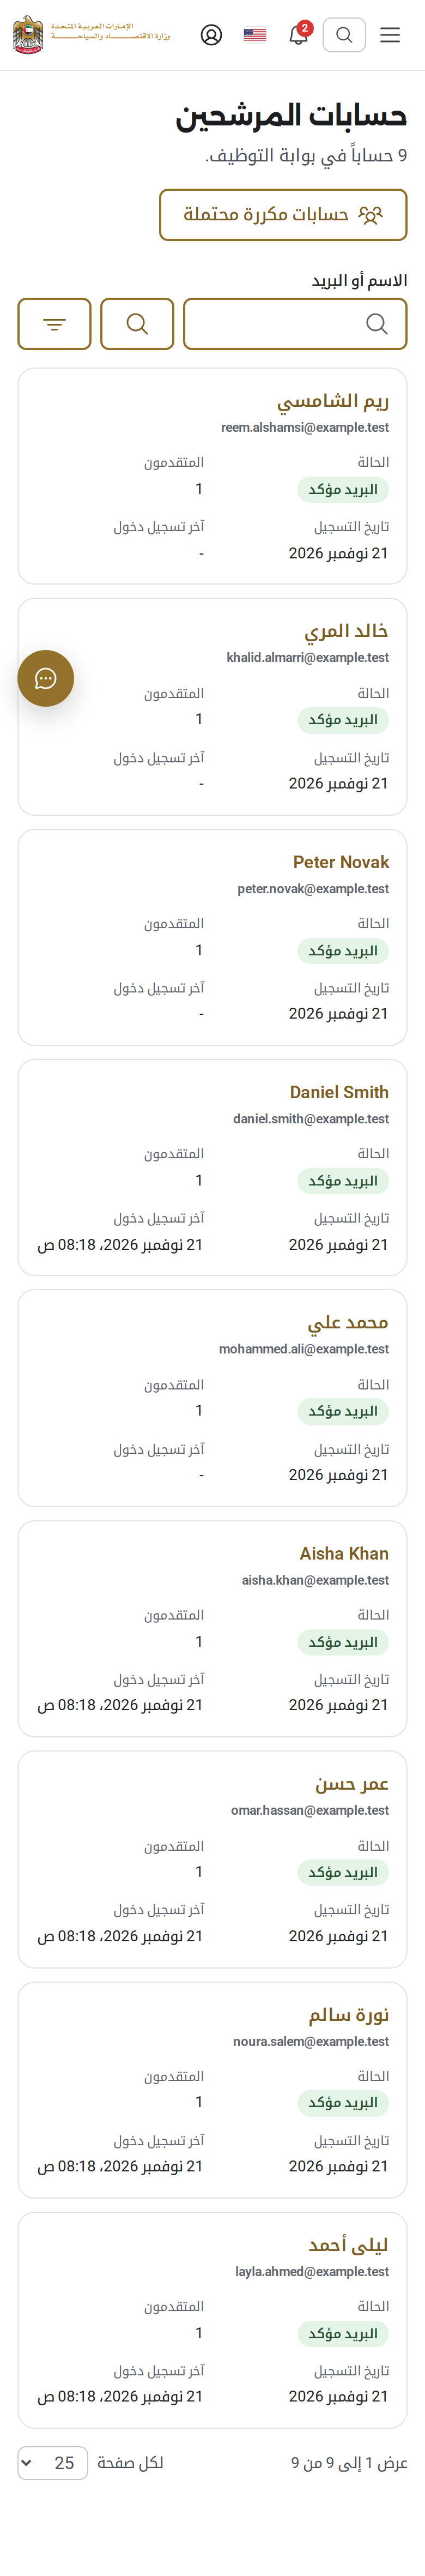 الإمارات العربية المتحدة
وزارة الاقتصاد والسياحة
2
حسابات المرشحين
9 حساباً في بوابة التوظيف.
حسابات مكررة محتملة
الاسم أو البريد
ريم الشامسي
reem.alshamsi@example.test
الحالة
المتقدمون
البريد مؤكد
1
تاريخ التسجيل
آخر تسجيل دخول
21 نوفمبر 2026
-
خالد المري
khalid.almarri@example.test
الحالة
المتقدمون
البريد مؤكد
1
تاريخ التسجيل
آخر تسجيل دخول
21 نوفمبر 2026
-
Peter Novak
peter.novak@example.test
الحالة
المتقدمون
البريد مؤكد
1
تاريخ التسجيل
آخر تسجيل دخول
21 نوفمبر 2026
-
Daniel Smith
daniel.smith@example.test
الحالة
المتقدمون
البريد مؤكد
1
تاريخ التسجيل
آخر تسجيل دخول
21 نوفمبر 2026
21 نوفمبر 2026، 08:18 ص
محمد علي
mohammed.ali@example.test
الحالة
المتقدمون
البريد مؤكد
1
تاريخ التسجيل
آخر تسجيل دخول
21 نوفمبر 2026
-
Aisha Khan
aisha.khan@example.test
الحالة
المتقدمون
البريد مؤكد
1
تاريخ التسجيل
آخر تسجيل دخول
21 نوفمبر 2026
21 نوفمبر 2026، 08:18 ص
عمر حسن
omar.hassan@example.test
الحالة
المتقدمون
البريد مؤكد
1
تاريخ التسجيل
آخر تسجيل دخول
21 نوفمبر 2026
21 نوفمبر 2026، 08:18 ص
نورة سالم
noura.salem@example.test
الحالة
المتقدمون
البريد مؤكد
1
تاريخ التسجيل
آخر تسجيل دخول
21 نوفمبر 2026
21 نوفمبر 2026، 08:18 ص
ليلى أحمد
layla.ahmed@example.test
الحالة
المتقدمون
البريد مؤكد
1
تاريخ التسجيل
آخر تسجيل دخول
21 نوفمبر 2026
21 نوفمبر 2026، 08:18 ص
عرض 1 إلى 9 من 9
لكل صفحة 25